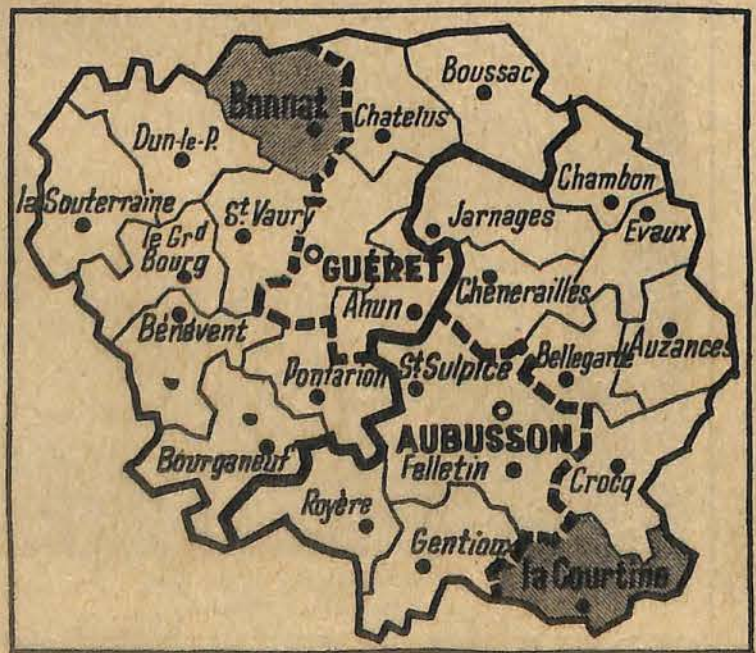 Boussac
Bonnat
Chatelus
Dun-le-P.
Chambon
la Souterraine
St Vaury
Jarnages
Evaux
le Grd
Bourg
GUÉRET
Chénerailles
Ahun
Bénévent
Auzances
Bellegarde
St Sulpice
Pontarion
AUBUSSON
Bourganeuf
Felletin
Crocq
Royère
Gentioux
la Courtine